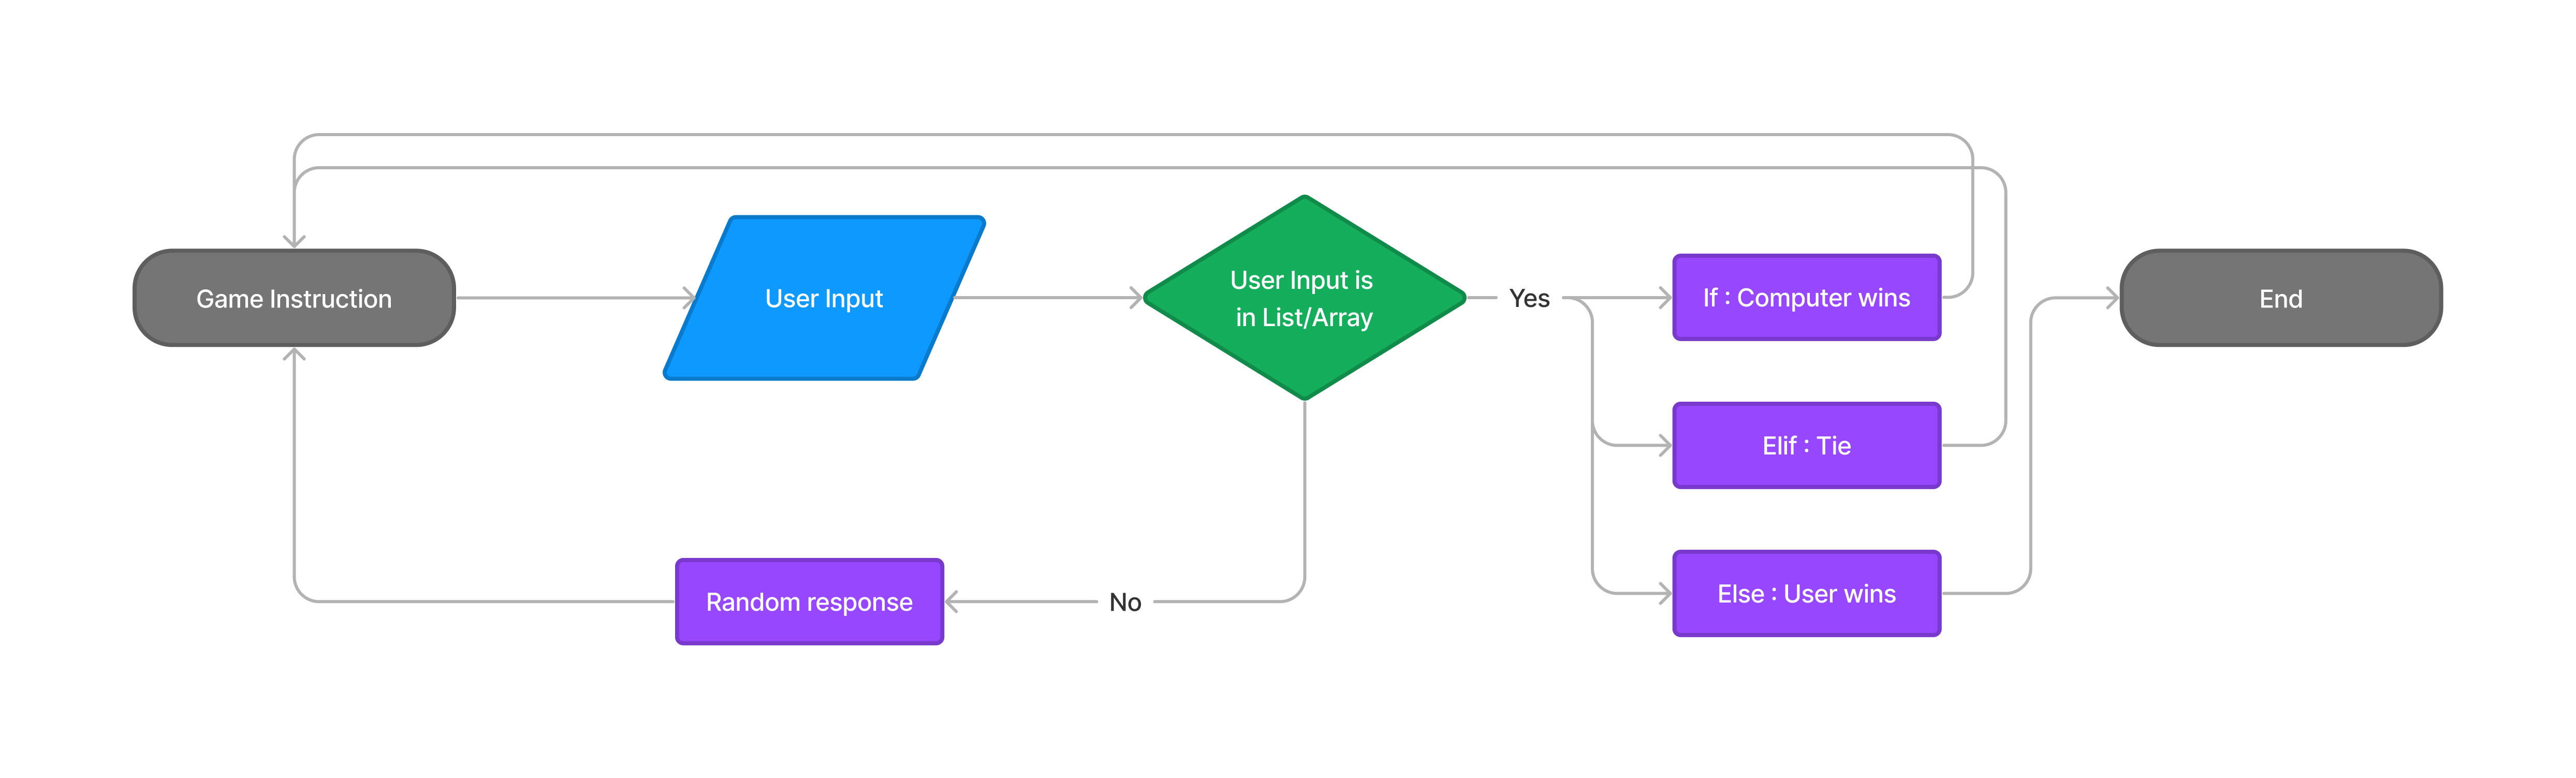 Game Instruction
User Input
User Input is
in List/Array
Yes
If : Computer wins
End
Elif : Tie
Else : User wins
Random response
No